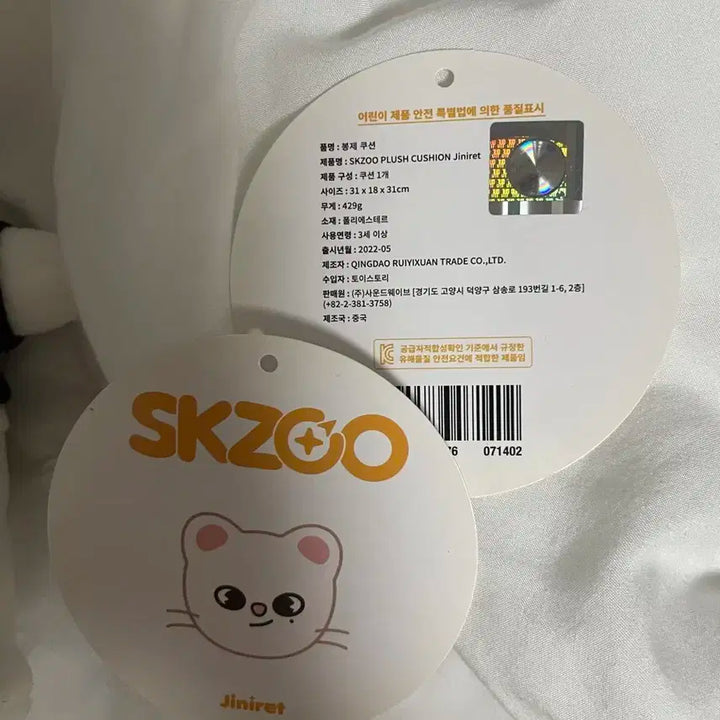 어린이 제품 안전 특별법에 의한 품질표시
품명 : 봉제 쿠션
제품명 : SKZOO PLUSH CUSHION Jiniret
제품 구성 : 쿠션 1개
사이즈 : 31 x 18 x 31cm
무게 : 429g
소재 : 폴리에스테르
사용연령 : 3세 이상
출시년월 : 2022-05
제조자 : QINGDAO RUIYIXUAN TRADE CO.,LTD.
수입자 : 토이스토리
판매원 : (주)사운드웨이브 [경기도 고양시 덕양구 삼송로 193번길 1-6, 2층]
(+82-2-381-3758)
제조국 : 중국
공급자적합성확인 기준에서 규정한
유해물질 안전요건에 적합한 제품임
76 071402
SKZOO
Jiniret